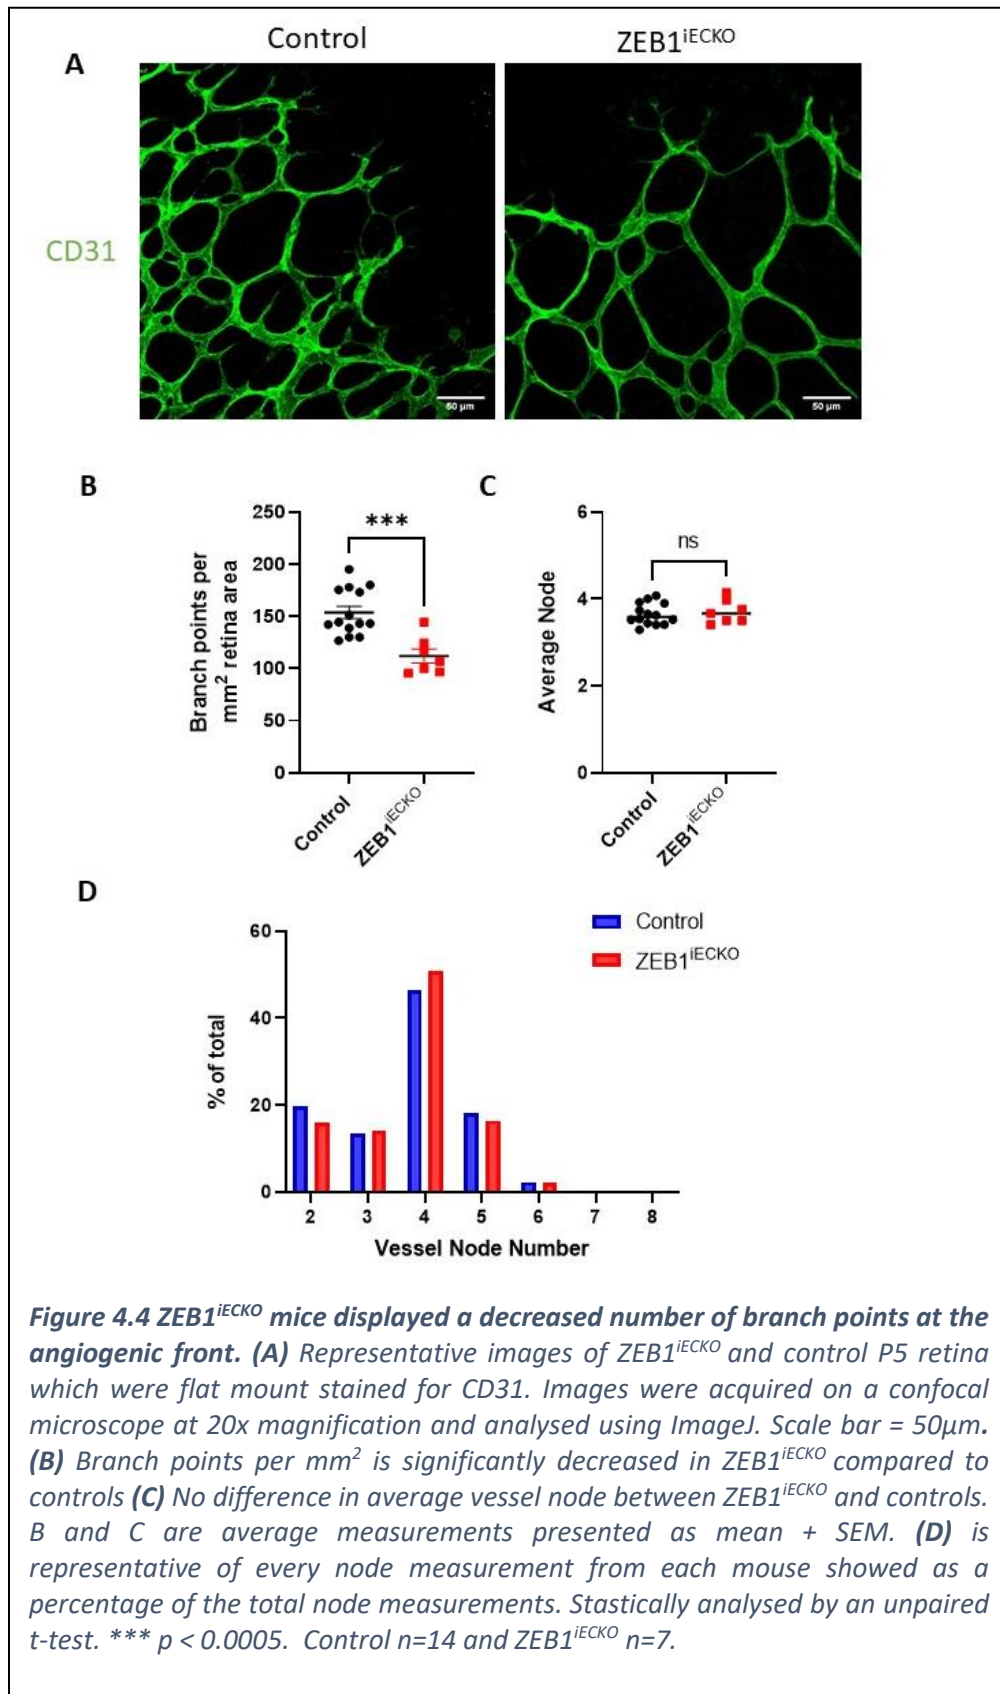 Control
ZEB1iECKO
A
CD31
50 µm
50 µm
B
C
250
200
150
100
50
0
Branch points per
mm2 retina area
***
Control
ZEB1iECKO
6
4
2
0
Average Node
ns
Control
ZEB1iECKO
D
Control
ZEB1iECKO
60
40
20
0
% of total
2 3 4 5 6 7 8
Vessel Node Number
Figure 4.4 ZEB1iECKO mice displayed a decreased number of branch points at the
angiogenic front. (A) Representative images of ZEB1iECKO and control P5 retina
which were flat mount stained for CD31. Images were acquired on a confocal
microscope at 20x magnification and analysed using ImageJ. Scale bar = 50µm.
(B) Branch points per mm2 is significantly decreased in ZEB1iECKO compared to
controls (C) No difference in average vessel node between ZEB1iECKO and controls.
B and C are average measurements presented as mean + SEM. (D) is
representative of every node measurement from each mouse showed as a
percentage of the total node measurements. Stastically analysed by an unpaired
t-test. *** p < 0.0005. Control n=14 and ZEB1iECKO n=7.